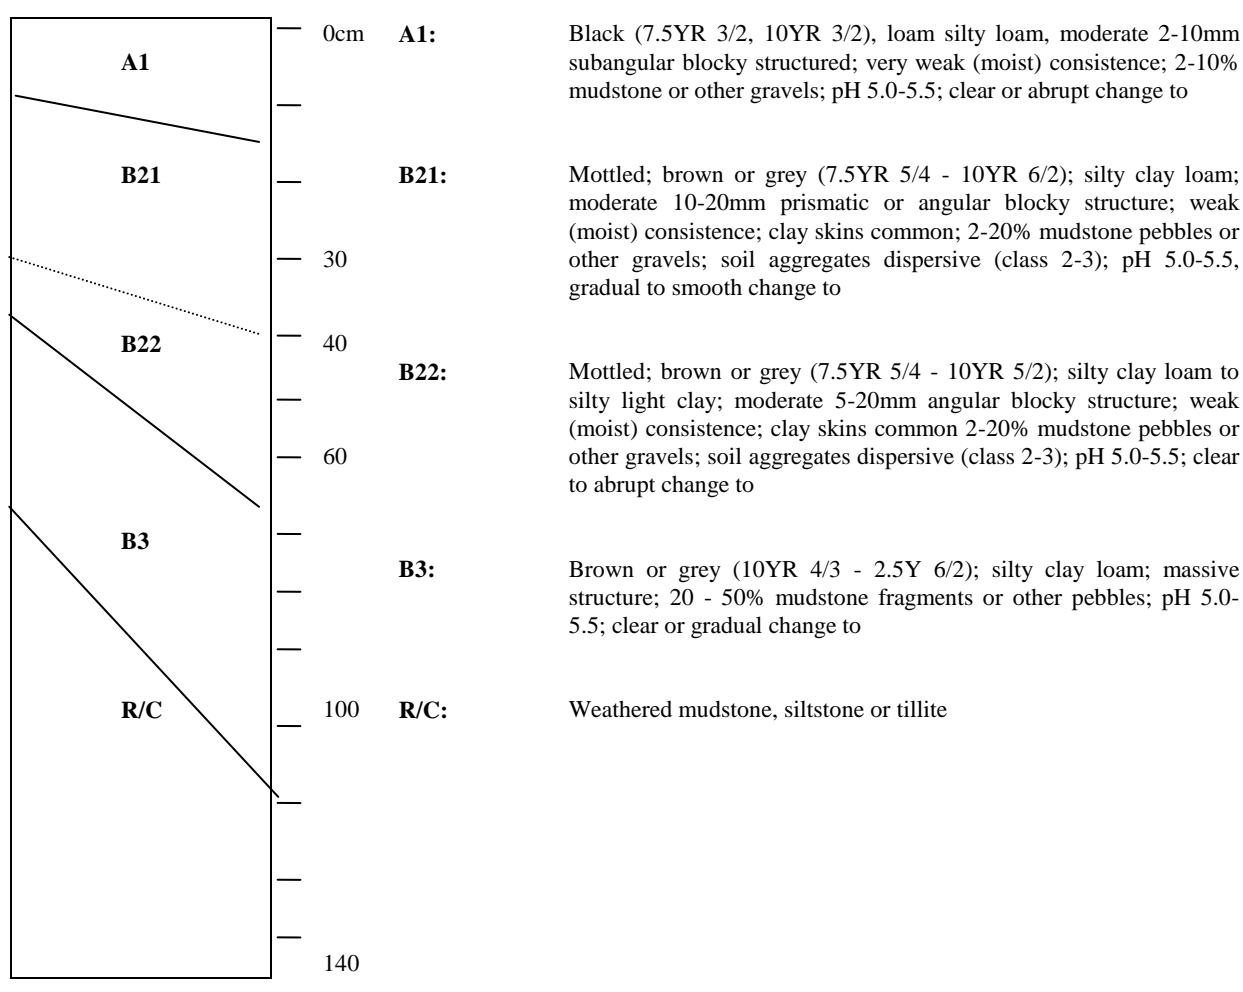 A1
B21
B22
B3
R/C
0cm
30
40
60
100
140
A1:
Black (7.5YR 3/2, 10YR 3/2), loam silty loam, moderate 2-10mm
subangular blocky structured; very weak (moist) consistence; 2-10%
mudstone or other gravels; pH 5.0-5.5; clear or abrupt change to
B21:
Mottled; brown or grey (7.5YR 5/4 - 10YR 6/2); silty clay loam;
moderate 10-20mm prismatic or angular blocky structure; weak
(moist) consistence; clay skins common; 2-20% mudstone pebbles or
other gravels; soil aggregates dispersive (class 2-3); pH 5.0-5.5,
gradual to smooth change to
B22:
Mottled; brown or grey (7.5YR 5/4 - 10YR 5/2); silty clay loam to
silty light clay; moderate 5-20mm angular blocky structure; weak
(moist) consistence; clay skins common 2-20% mudstone pebbles or
other gravels; soil aggregates dispersive (class 2-3); pH 5.0-5.5; clear
to abrupt change to
B3:
Brown or grey (10YR 4/3 - 2.5Y 6/2); silty clay loam; massive
structure; 20 - 50% mudstone fragments or other pebbles; pH 5.0-
5.5; clear or gradual change to
R/C:
Weathered mudstone, siltstone or tillite